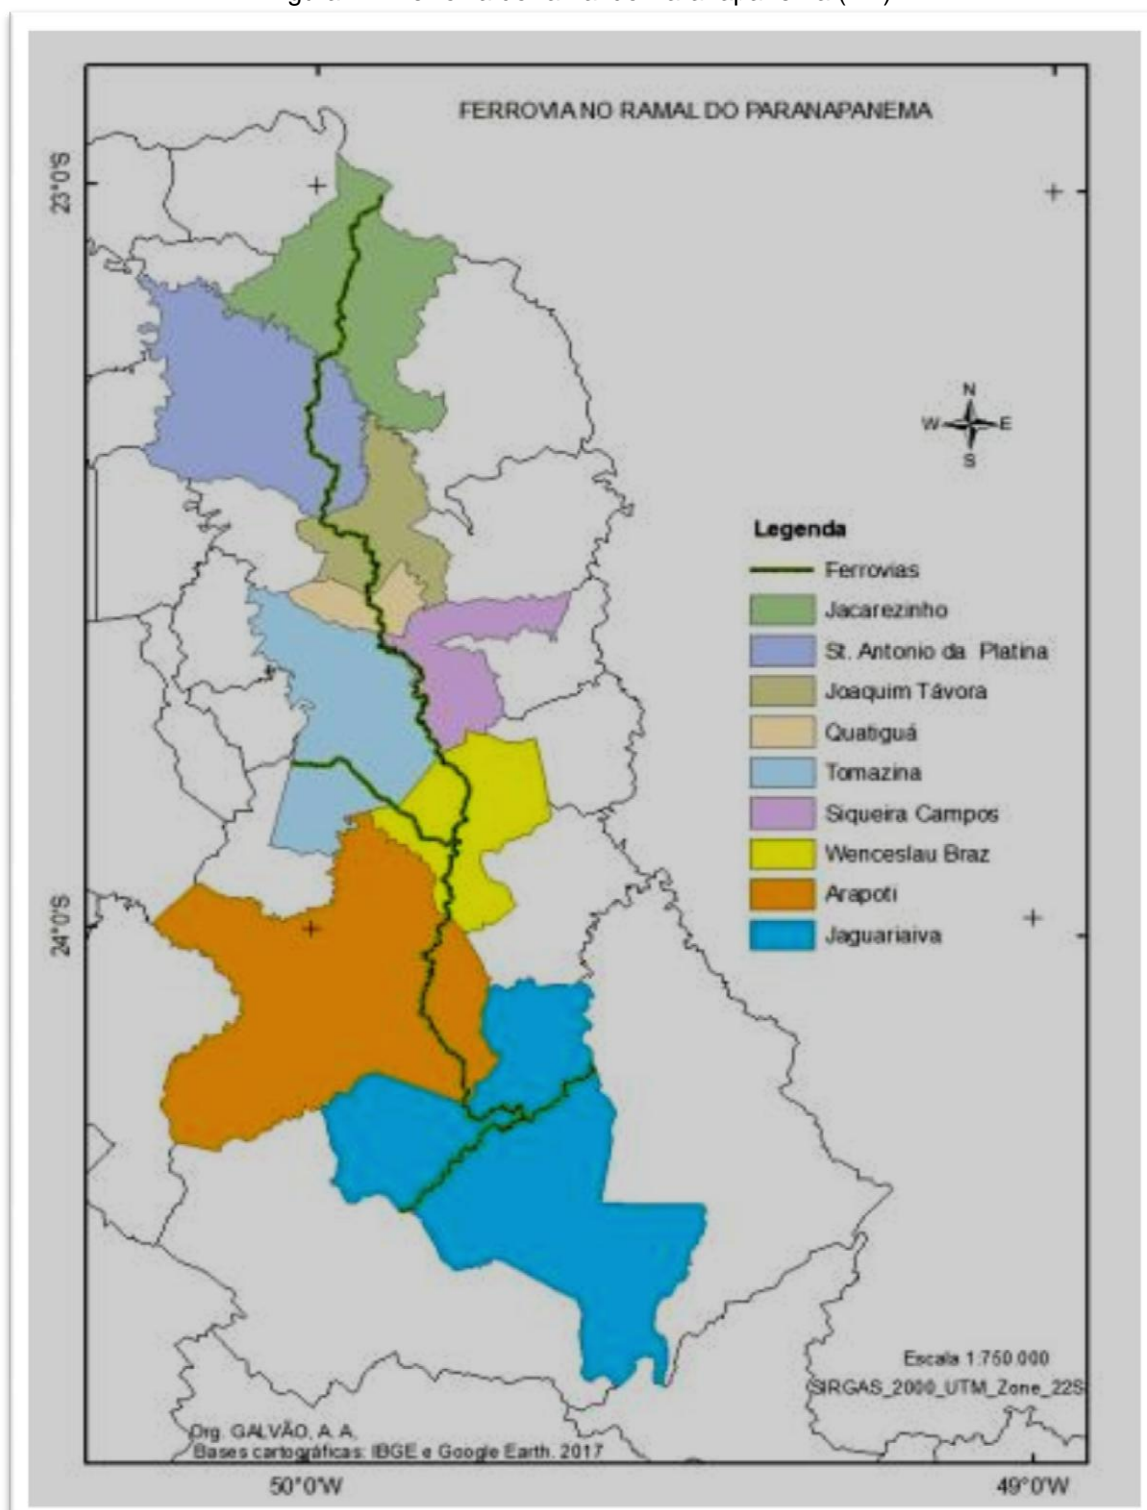 FERROVIA NO RAMAL DO PARANAPANEMA
23°0'S
N
W E
S
Legenda
Ferrovias
Jacarezinho
St. Antonio da Platina
Joaquim Távora
Quatiguá
Tomazina
Siqueira Campos
Wenceslau Braz
Arapoti
Jaguariaiva
24°0'S
Escala 1:750.000
SIRGAS_2000_UTM_Zone_22S
Org. GALVÃO, A. A.
Bases cartográficas: IBGE e Google Earth. 2017
50°0'W 49°0'W